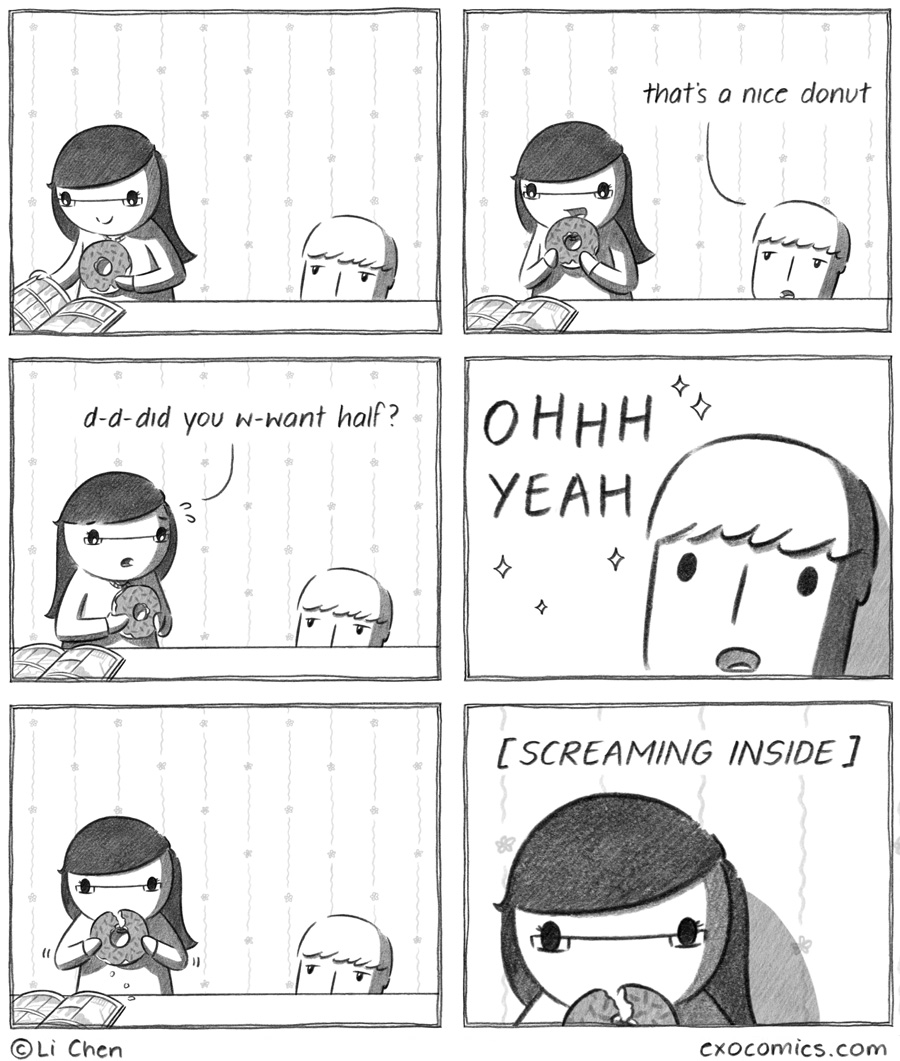 that's a nice donut
d-d-did you w-want half?
OHHH
YEAH
[SCREAMING INSIDE]
©Li Chen
exocomics.com